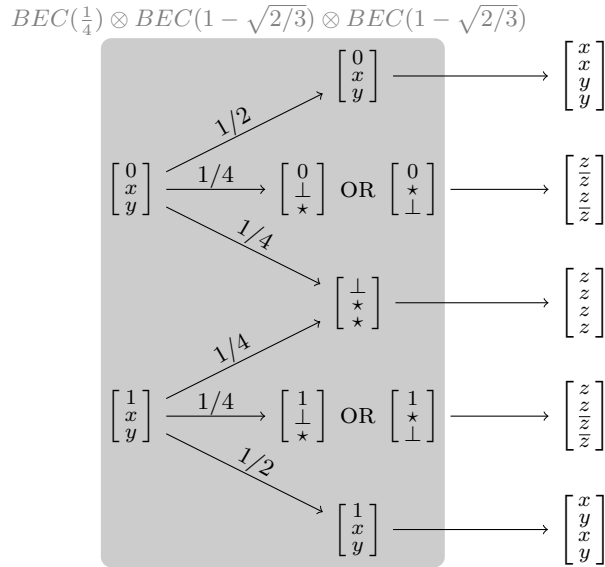 BEC(1/4) ⊗ BEC(1 − √2/3) ⊗ BEC(1 − √2/3)
[0 x y]
[x x y y]
1/2
[0 x y]
1/4
[0 ⊥ ⋆] OR [0 ⋆ ⊥]
[z z̅ z z̅]
1/4
[⊥ ⋆ ⋆]
[z z z z]
1/4
[1 x y]
1/4
[1 ⊥ ⋆] OR [1 ⋆ ⊥]
[z z z̅ z̅]
1/2
[1 x y]
[x y x y]